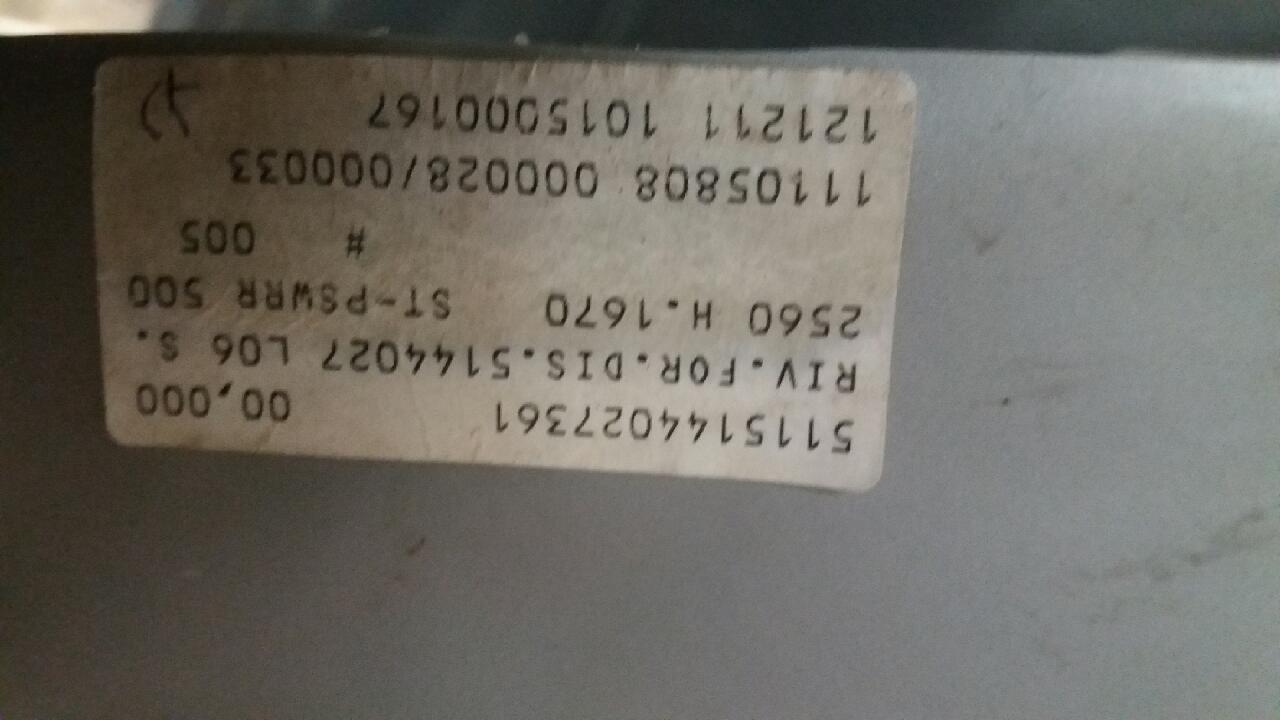 5115144027361 00,000
RIV.FOR.DIS.5144027 L06 S.
2560 H.1670 ST-PSWRR 500
# 005
11105808 000028/000033
121211 1015000167